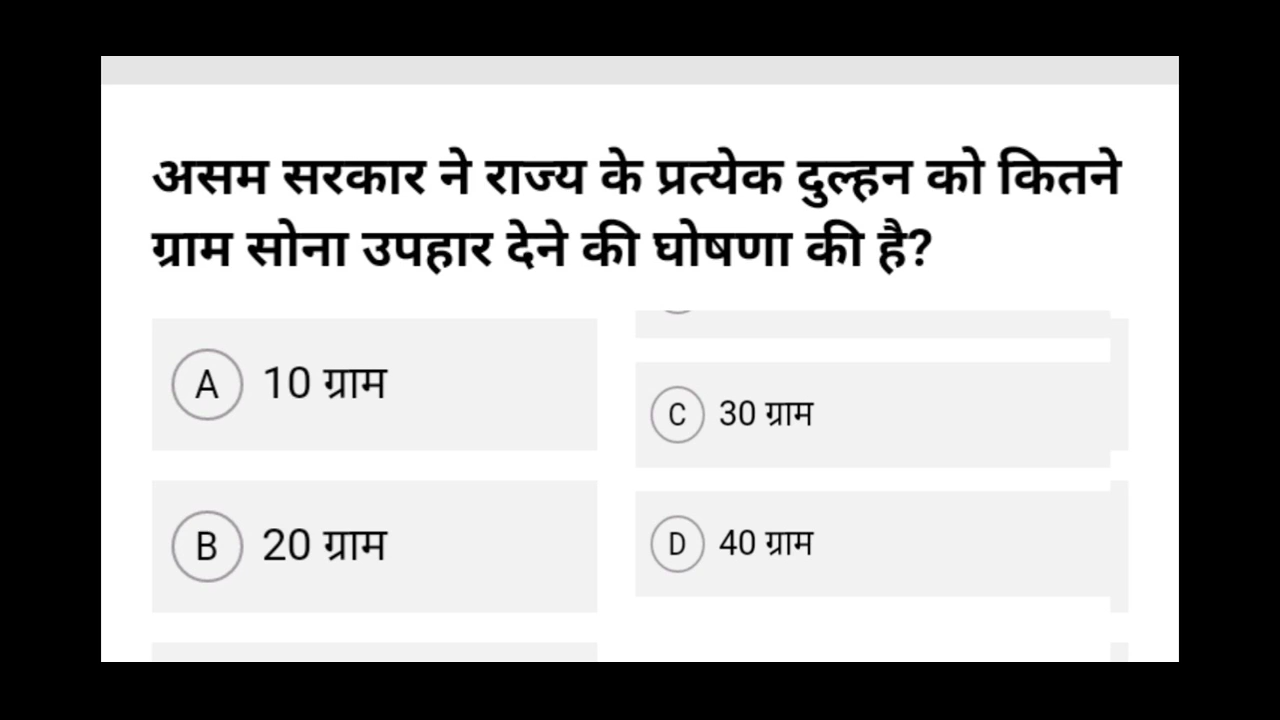 असम सरकार ने राज्य के प्रत्येक दुल्हन को कितने
ग्राम सोना उपहार देने की घोषणा की है?
A 10 ग्राम
B 20 ग्राम
C 30 ग्राम
D 40 ग्राम